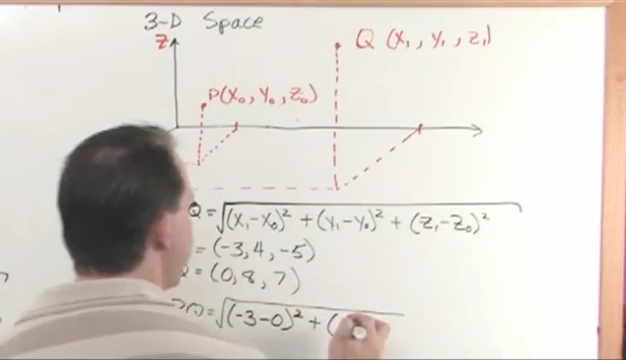 3-D Space
Z
Q (X₁, Y₁, Z₁)
P(X₀, Y₀, Z₀)
Q = √(X₁-X₀)² + (Y₁-Y₀)² + (Z₁-Z₀)²
= (-3, 4, -5)
= (0, 8, 7)
= √(-3-0)² + (